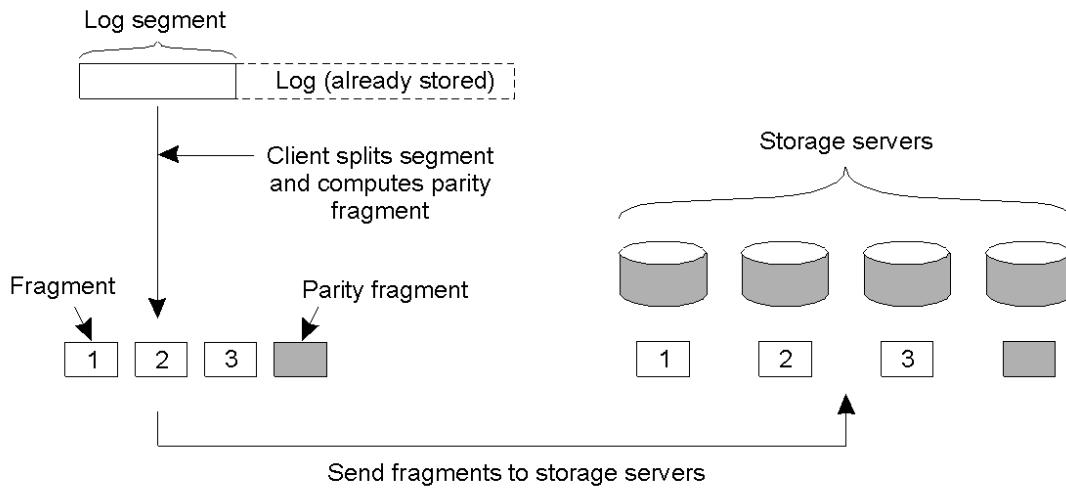 Log segment
Log (already stored)
Client splits segment
and computes parity
fragment
Storage servers
Fragment
Parity fragment
1
2
3
1
2
3
Send fragments to storage servers